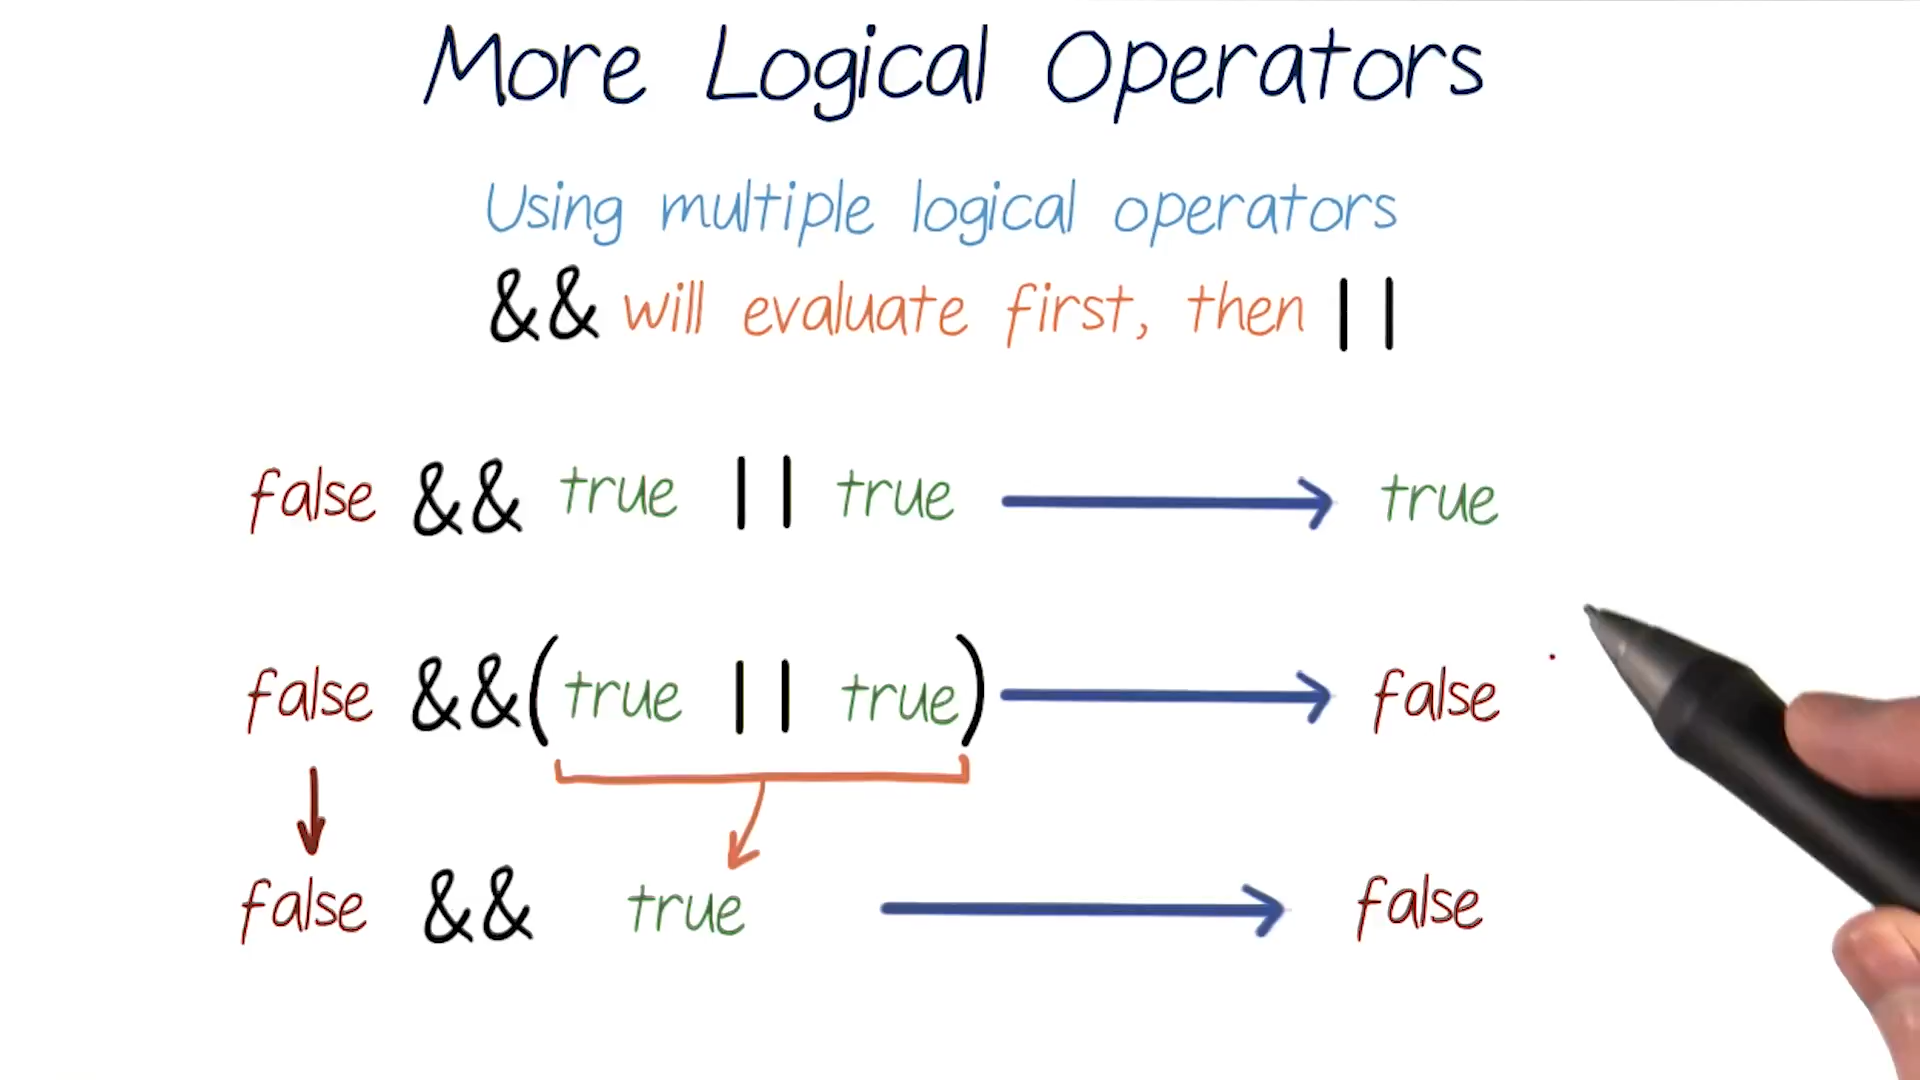 More Logical Operators
Using multiple logical operators
&& will evaluate first, then ||
false && true || true true
false &&(true || true) false
false && true false